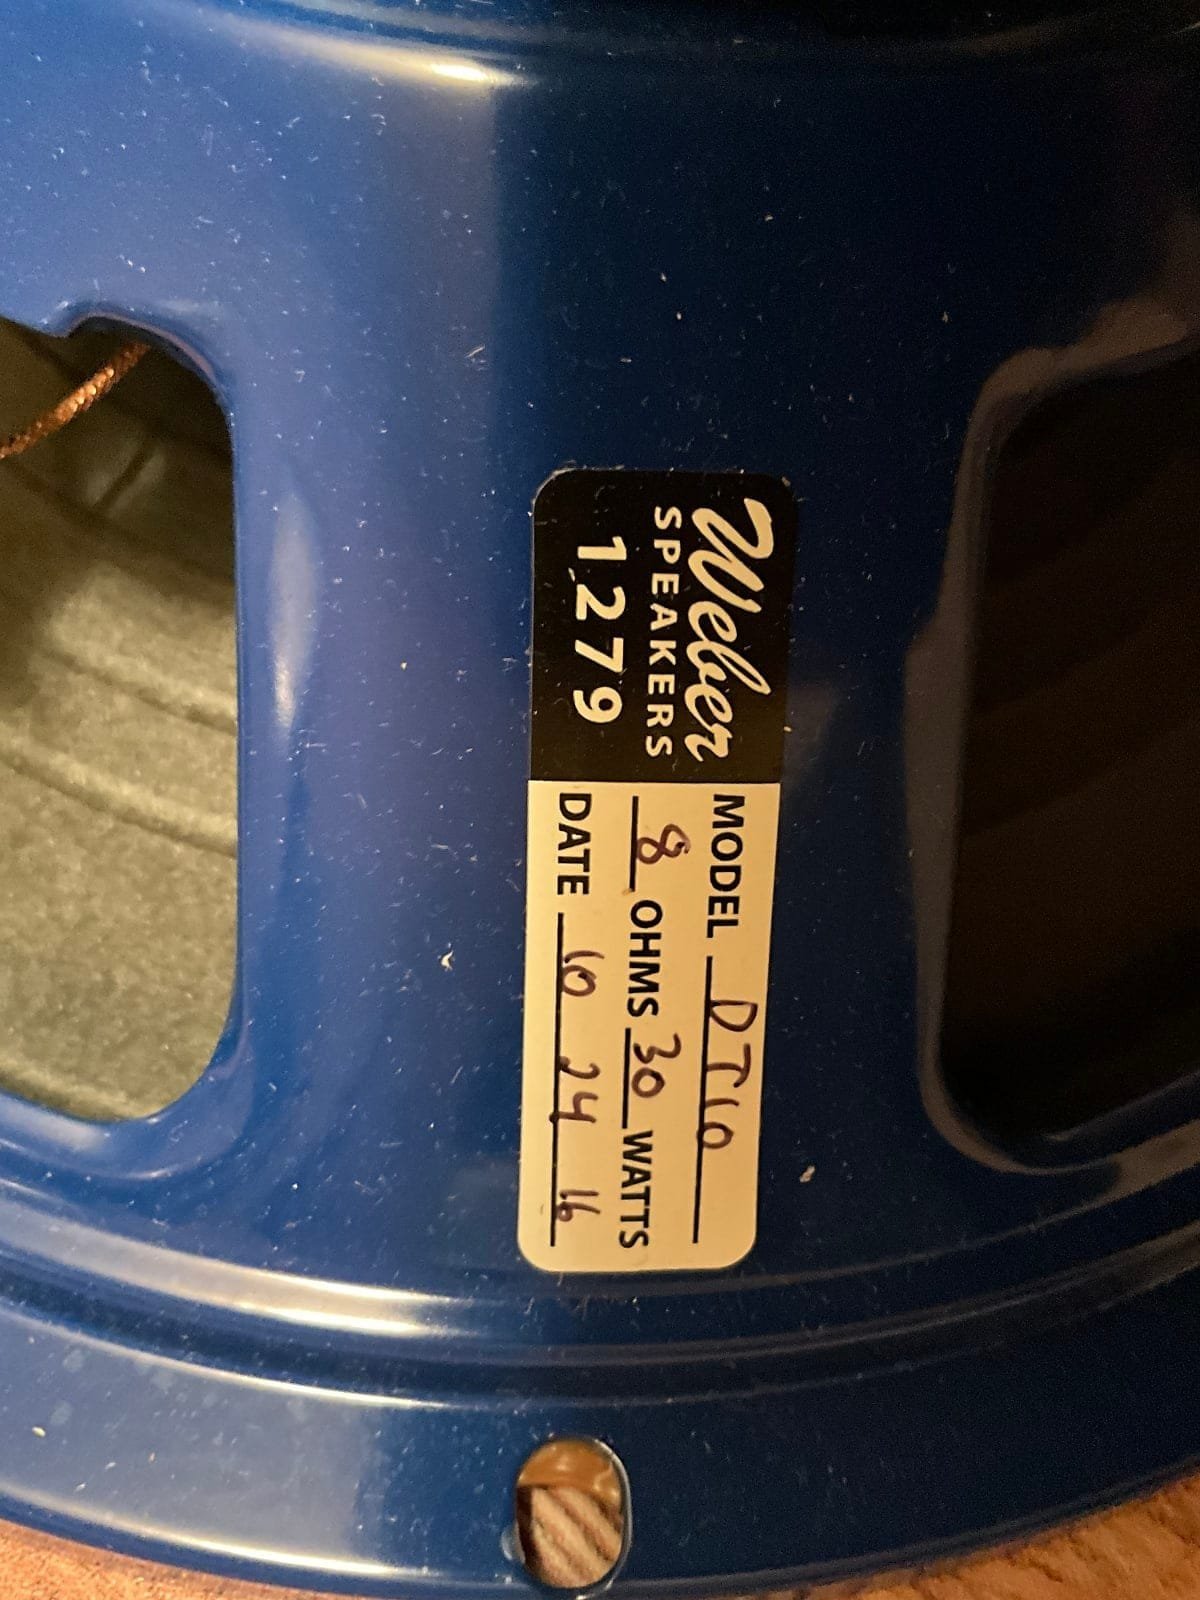 Weber
SPEAKERS
1279
MODEL DT10
8 OHMS 30 WATTS
DATE 10 24 16